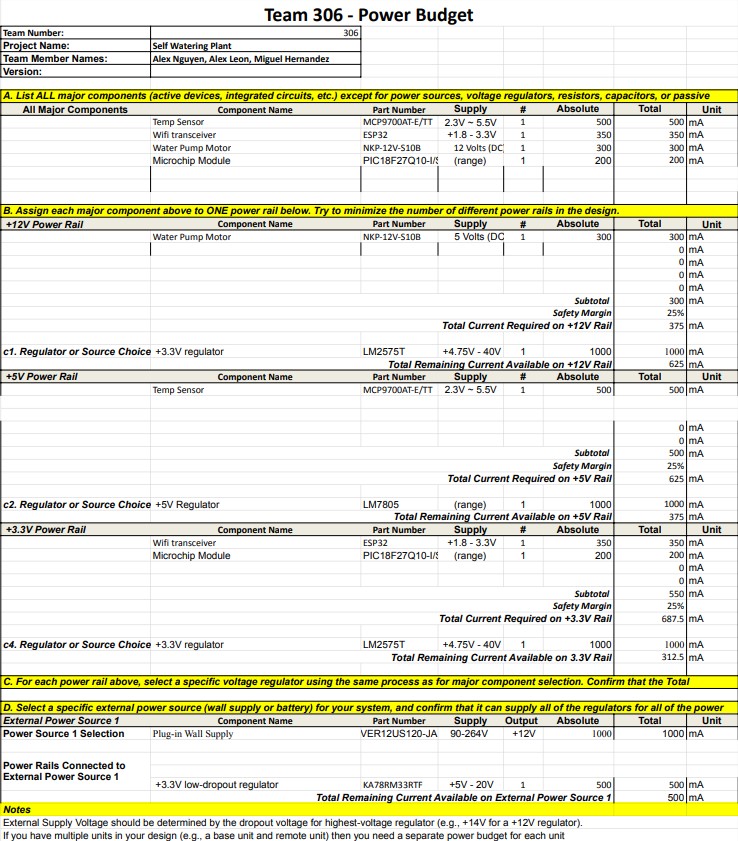 Team 306 - Power Budget
Team Number: 306
Project Name: Self Watering Plant
Team Member Names: Alex Nguyen, Alex Leon, Miguel Hernandez
Version:
A. List ALL major components (active devices, integrated circuits, etc.) except for power sources, voltage regulators, resistors, capacitors, or passive
All Major Components Component Name Part Number Supply # Absolute Total Unit
Temp Sensor MCP9700AT-E/TT 2.3V ~ 5.5V 1 500 500 mA
Wifi transceiver ESP32 +1.8 - 3.3V 1 350 350 mA
Water Pump Motor NKP-12V-S10B 12 Volts (DC 1 300 300 mA
Microchip Module PIC18F27Q10-I/S (range) 1 200 200 mA
B. Assign each major component above to ONE power rail below. Try to minimize the number of different power rails in the design.
+12V Power Rail Component Name Part Number Supply # Absolute Total Unit
Water Pump Motor NKP-12V-S10B 5 Volts (DC 1 300 300 mA
0 mA
0 mA
0 mA
0 mA
Subtotal 300 mA
Safety Margin 25%
Total Current Required on +12V Rail 375 mA
c1. Regulator or Source Choice +3.3V regulator LM2575T +4.75V - 40V 1 1000 1000 mA
Total Remaining Current Available on +12V Rail 625 mA
+5V Power Rail Component Name Part Number Supply # Absolute Total Unit
Temp Sensor MCP9700AT-E/TT 2.3V ~ 5.5V 1 500 500 mA
0 mA
0 mA
Subtotal 500 mA
Safety Margin 25%
Total Current Required on +5V Rail 625 mA
c2. Regulator or Source Choice +5V Regulator LM7805 (range) 1 1000 1000 mA
Total Remaining Current Available on +5V Rail 375 mA
+3.3V Power Rail Component Name Part Number Supply # Absolute Total Unit
Wifi transceiver ESP32 +1.8 - 3.3V 1 350 350 mA
Microchip Module PIC18F27Q10-I/S (range) 1 200 200 mA
0 mA
0 mA
Subtotal 550 mA
Safety Margin 25%
Total Current Required on +3.3V Rail 687.5 mA
c4. Regulator or Source Choice +3.3V regulator LM2575T +4.75V - 40V 1 1000 1000 mA
Total Remaining Current Available on 3.3V Rail 312.5 mA
C. For each power rail above, select a specific voltage regulator using the same process as for major component selection. Confirm that the Total
D. Select a specific external power source (wall supply or battery) for your system, and confirm that it can supply all of the regulators for all of the power
External Power Source 1 Component Name Part Number Supply Output Absolute Total Unit
Power Source 1 Selection Plug-in Wall Supply VER12US120-JA 90-264V +12V 1000 1000 mA
Power Rails Connected to
External Power Source 1
+3.3V low-dropout regulator KA78RM33RTF +5V - 20V 1 500 500 mA
Total Remaining Current Available on External Power Source 1 500 mA
Notes
External Supply Voltage should be determined by the dropout voltage for highest-voltage regulator (e.g., +14V for a +12V regulator).
If you have multiple units in your design (e.g., a base unit and remote unit) then you need a separate power budget for each unit